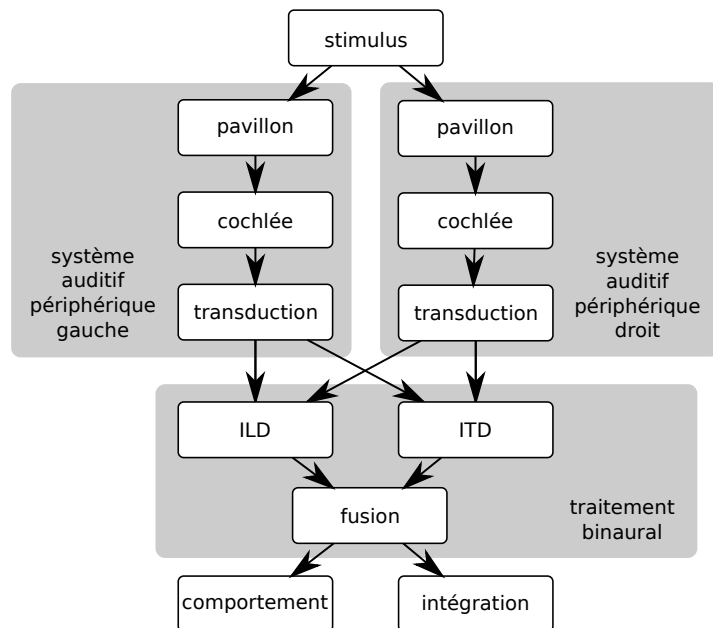 stimulus
pavillon
pavillon
cochlée
cochlée
système
auditif
périphérique
gauche
système
auditif
périphérique
droit
transduction
transduction
ILD
ITD
fusion
traitement
binaural
comportement
intégration